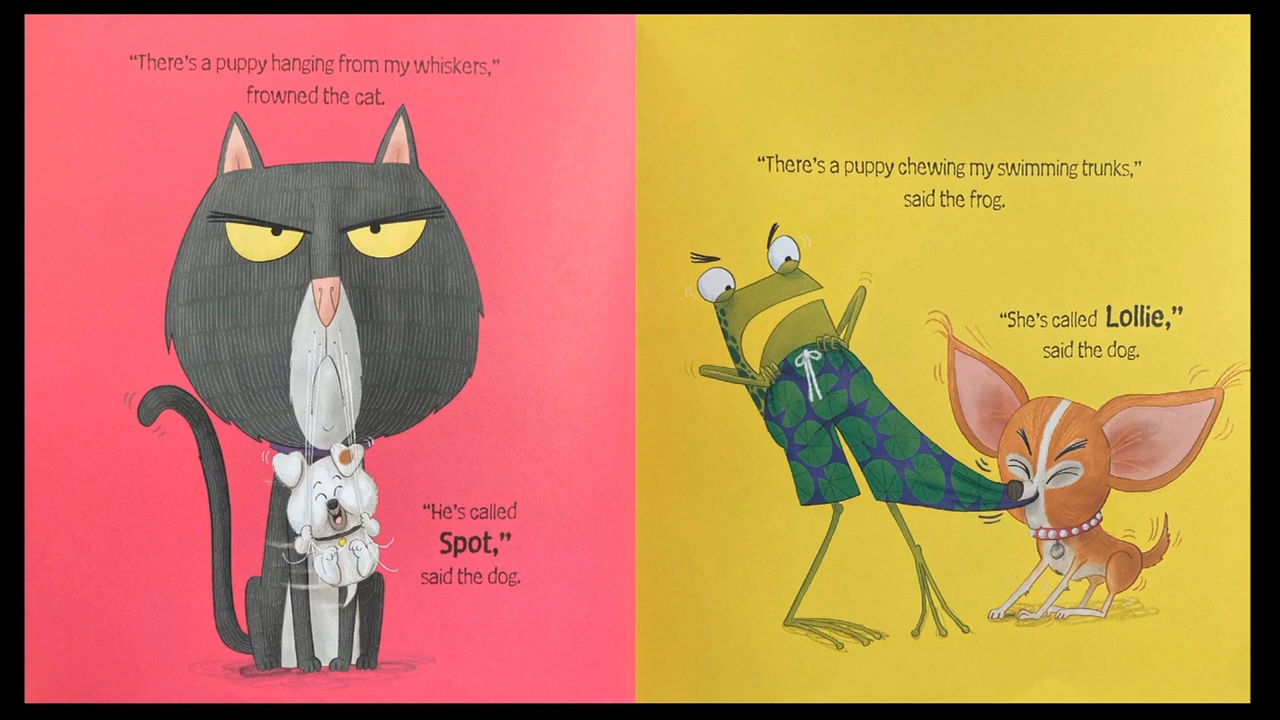 “There’s a puppy hanging from my whiskers,”
frowned the cat.
“He’s called
Spot,”
said the dog.
“There’s a puppy chewing my swimming trunks,”
said the frog.
“She’s called Lollie,”
said the dog.